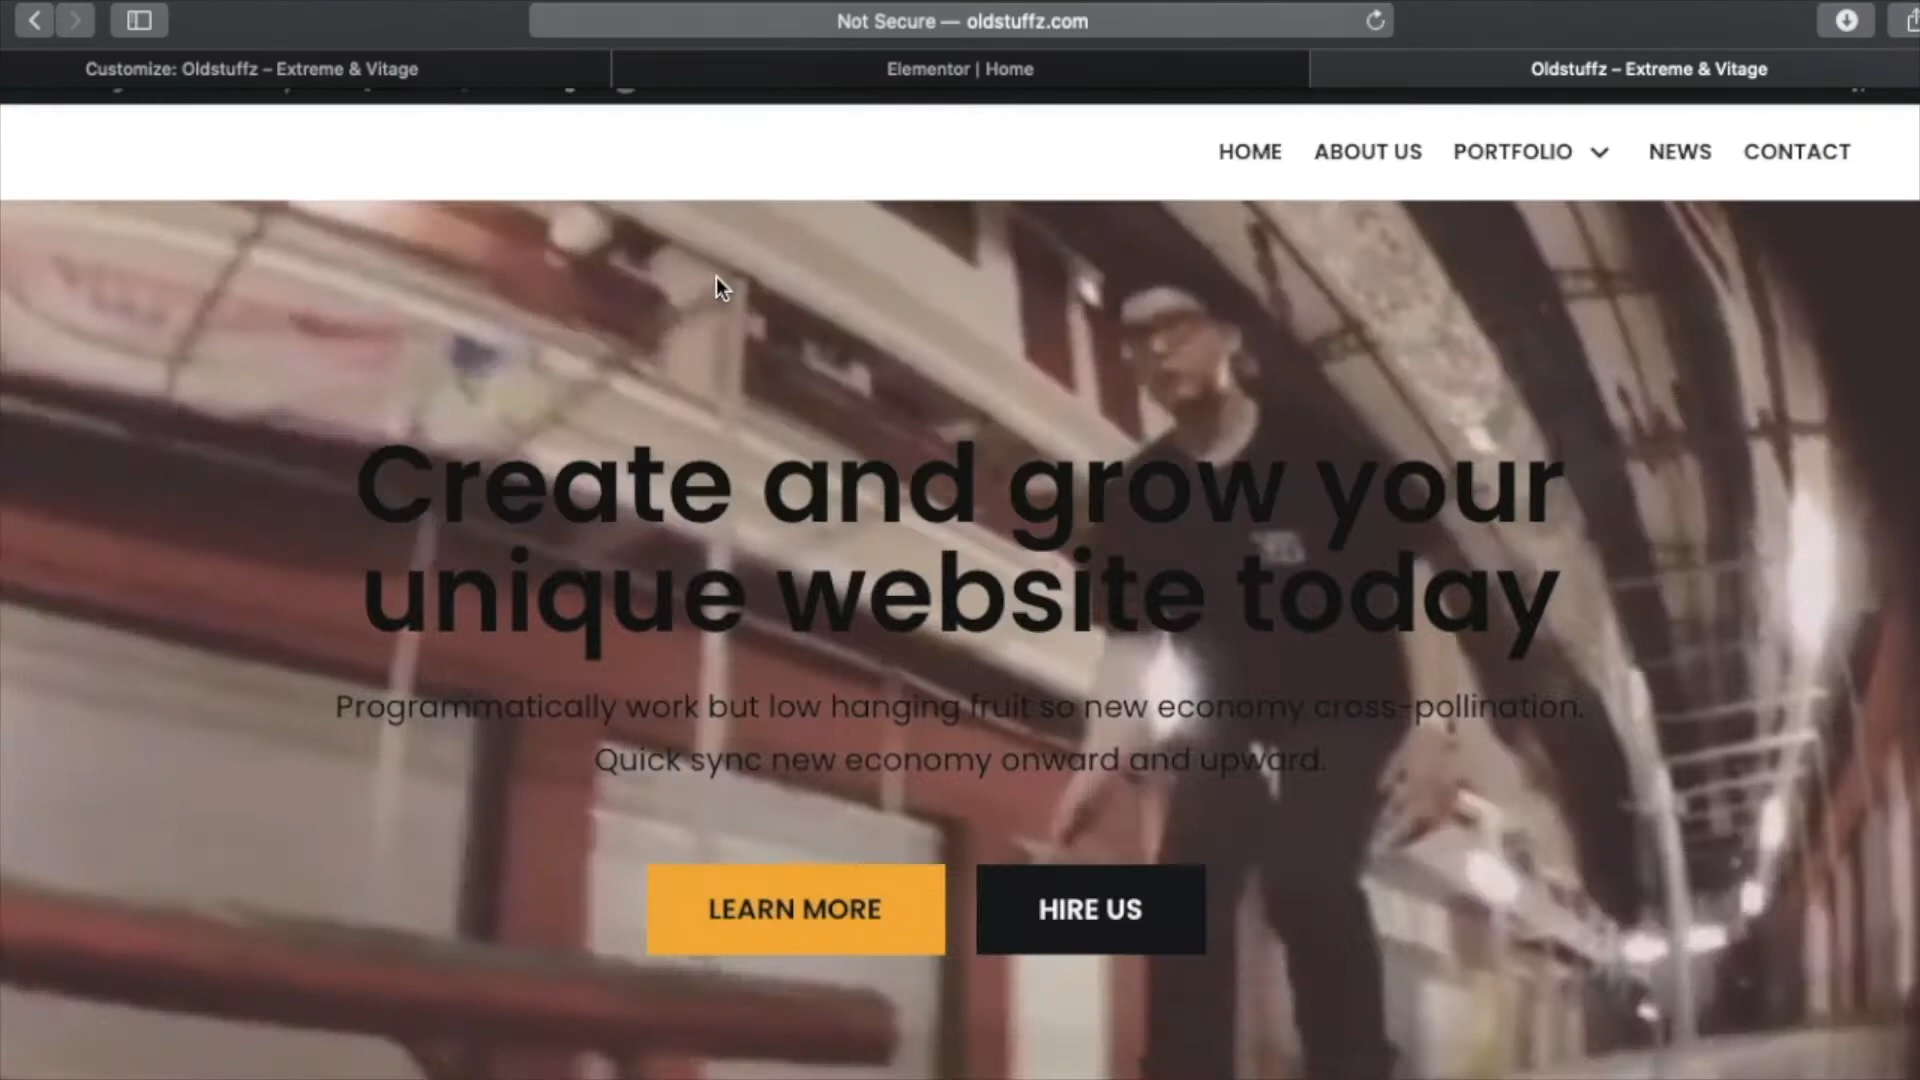 Not Secure — oldstuffz.com
Customize: Oldstuffz – Extreme & Vitage
Elementor | Home
Oldstuffz – Extreme & Vitage
HOME ABOUT US PORTFOLIO NEWS CONTACT
Create and grow your
unique website today
Programmatically work but low hanging fruit so new economy cross-pollination.
Quick sync new economy onward and upward.
LEARN MORE HIRE US